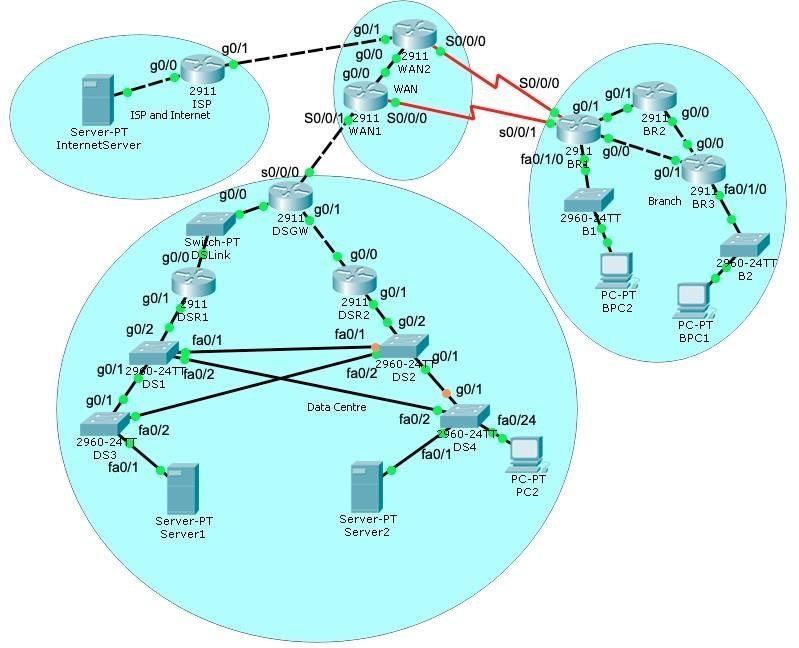 g0/1
g0/0
2911
WAN2
S0/0/0
g0/1
g0/0
2911
ISP
ISP and Internet
Server-PT
InternetServer
g0/0
WAN
S0/0/1
S0/0/0
2911
WAN1
S0/0/0
s0/0/1
g0/1
g0/1
2911
BR2
g0/0
2911
BR1
g0/0
g0/0
g0/1
fa0/1/0
2911
BR3
fa0/1/0
Branch
2960-24TT
B1
2960-24TT
B2
PC-PT
BPC2
PC-PT
BPC1
s0/0/0
g0/0
2911
DSGW
g0/1
Switch-PT
DSLink
g0/0
g0/0
2911
DSR1
2911
DSR2
g0/1
g0/1
g0/2
g0/2
fa0/1
fa0/1
2960-24TT
DS1
fa0/2
fa0/2
2960-24TT
DS2
g0/1
g0/1
g0/1
g0/1
Data Centre
fa0/2
fa0/2
fa0/24
2960-24TT
DS3
2960-24TT
DS4
fa0/1
fa0/1
PC-PT
PC2
Server-PT
Server1
Server-PT
Server2